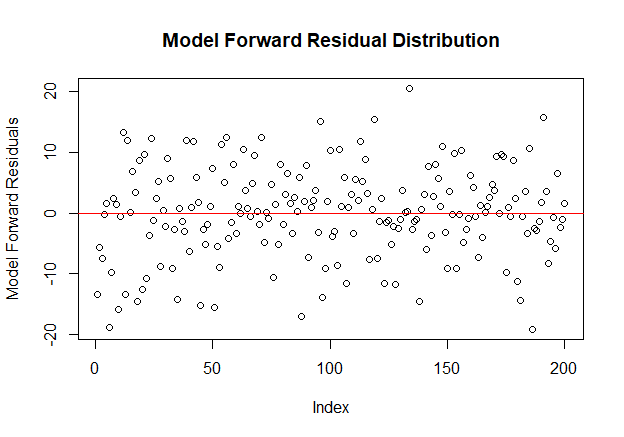 Model Forward Residual Distribution
Model Forward Residuals
20
10
0
-10
-20
0 50 100 150 200
Index